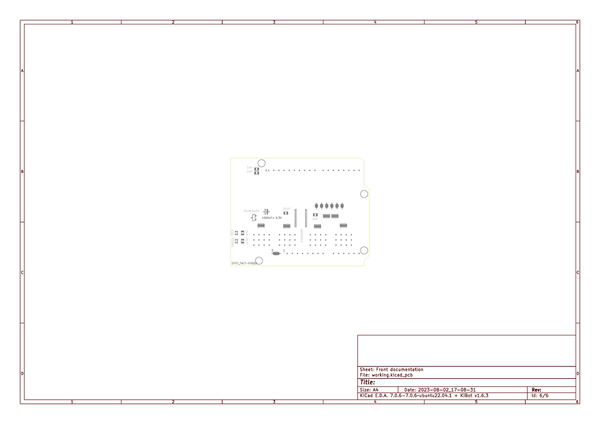 1 2 3 4 5 6
A A
B B
C C
Sheet: Front documentation
File: working.kicad_pcb
Title:
D D
Size: A4 Date: 2023-08-02_17-08-31 Rev:
KiCad E.D.A. 7.0.6-7.0.6~ubuntu22.04.1 + KiBot v1.6.3 Id: 6/6
1 2 3 4 5 6